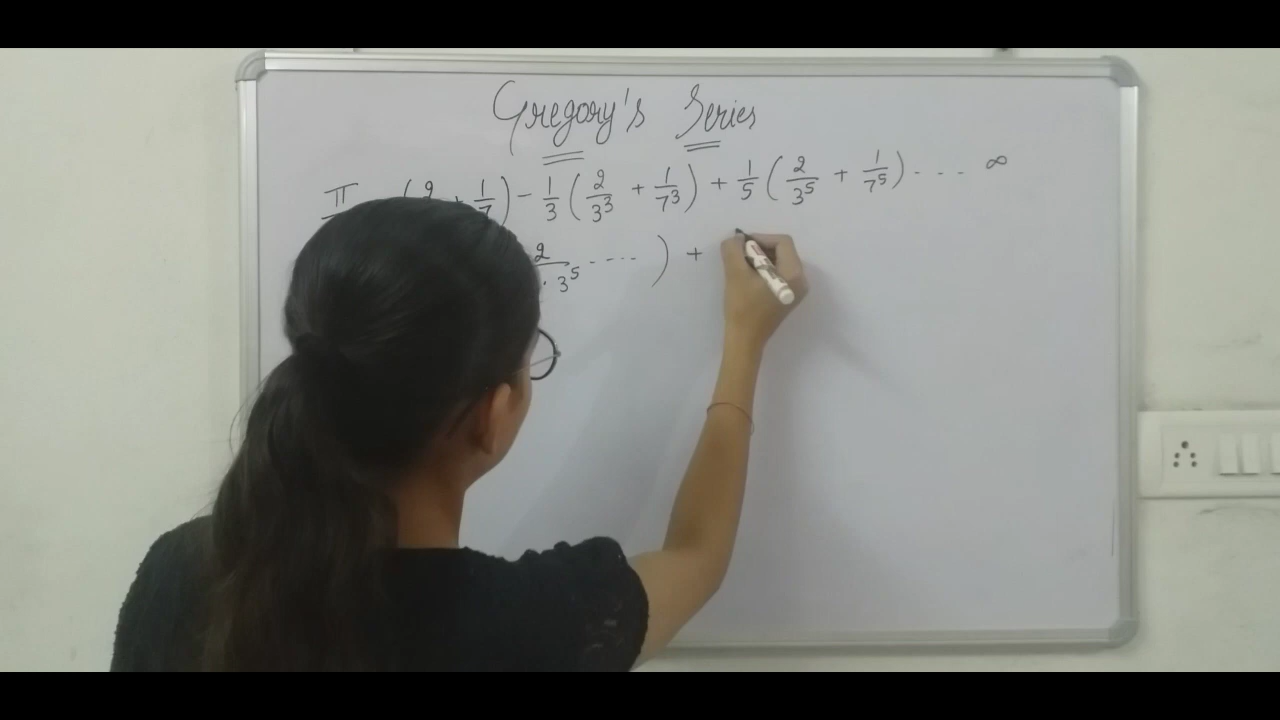 Gregory's Series
π (2 + 1/7) - 1/3 (2/3³ + 1/7³) + 1/5 (2/3⁵ + 1/7⁵) .... ∞
2/· 3⁵ ....) +